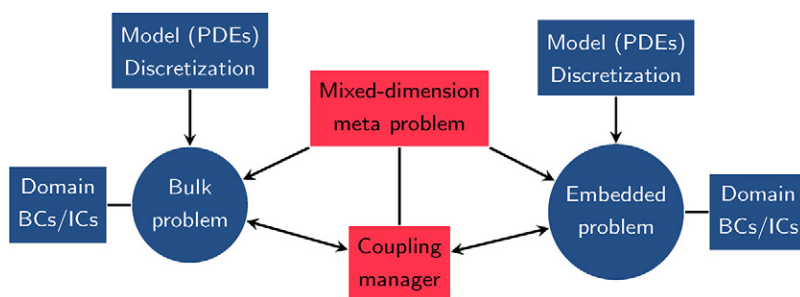 Model (PDEs)
Discretization
Model (PDEs)
Discretization
Mixed-dimension
meta problem
Domain
BCs/ICs
Bulk
problem
Embedded
problem
Domain
BCs/ICs
Coupling
manager